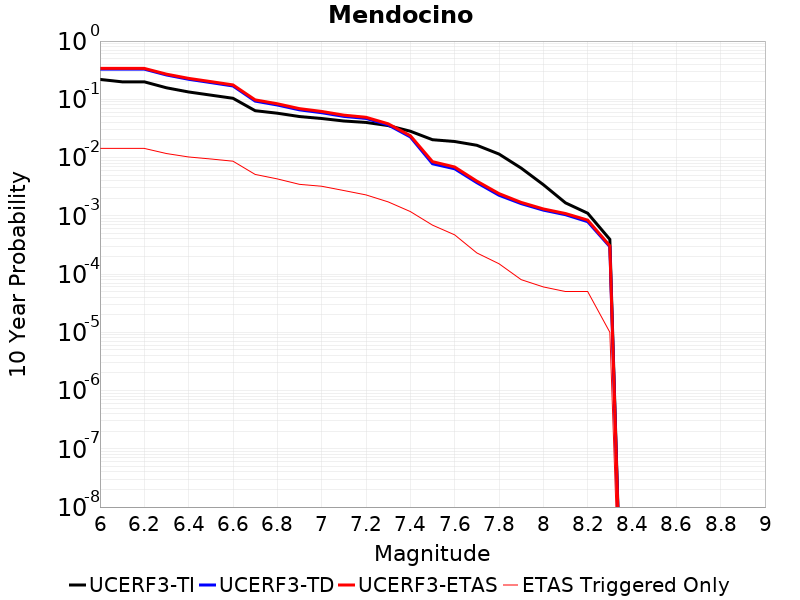 Mendocino
10 Year Probability
10^0
10^-1
10^-2
10^-3
10^-4
10^-5
10^-6
10^-7
10^-8
6 6.2 6.4 6.6 6.8 7 7.2 7.4 7.6 7.8 8 8.2 8.4 8.6 8.8 9
Magnitude
UCERF3-TI UCERF3-TD UCERF3-ETAS ETAS Triggered Only